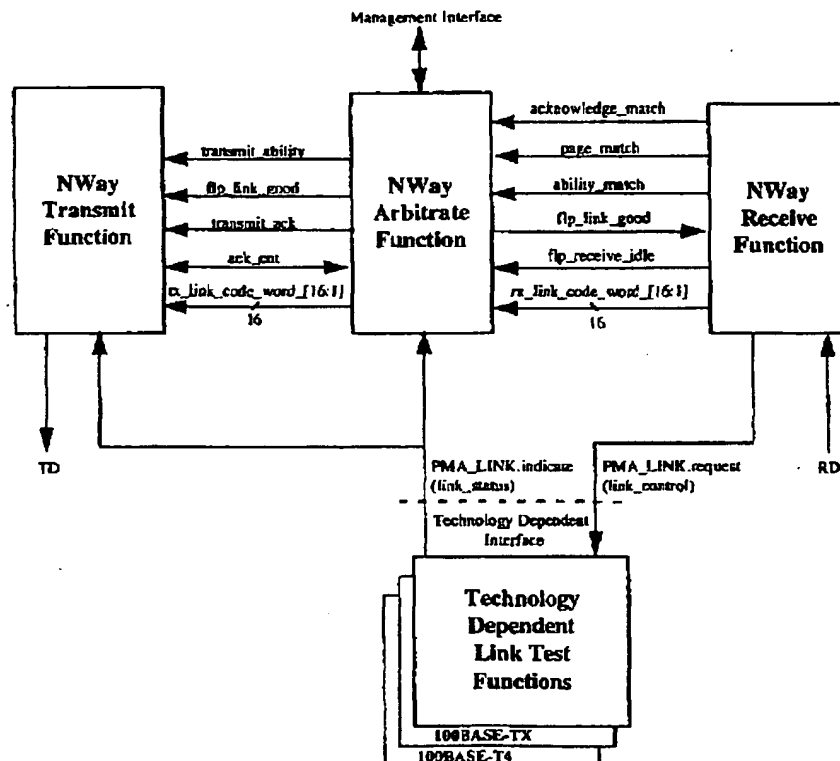 Management Interface
NWay
Transmit
Function
transmit_ability
flp_link_good
transmit_ack
ack_cnt
tx_link_code_word_[16:1]
16
NWay
Arbitrate
Function
acknowledge_match
page_match
ability_match
flp_link_good
flp_receive_idle
rx_link_code_word_[16:1]
16
NWay
Receive
Function
TD
RD
PMA_LINK.indicate
(link_status)
PMA_LINK.request
(link_control)
Technology Dependent
Interface
Technology
Dependent
Link Test
Functions
100BASE-TX
100BASE-T4